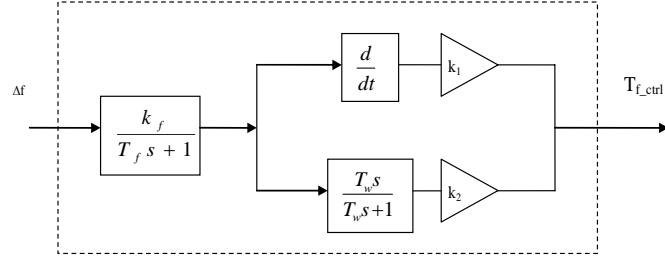 Δf
k_f
T_f s + 1
d
dt
k_1
T_w s
T_w s+1
k_2
T_f_ctrl